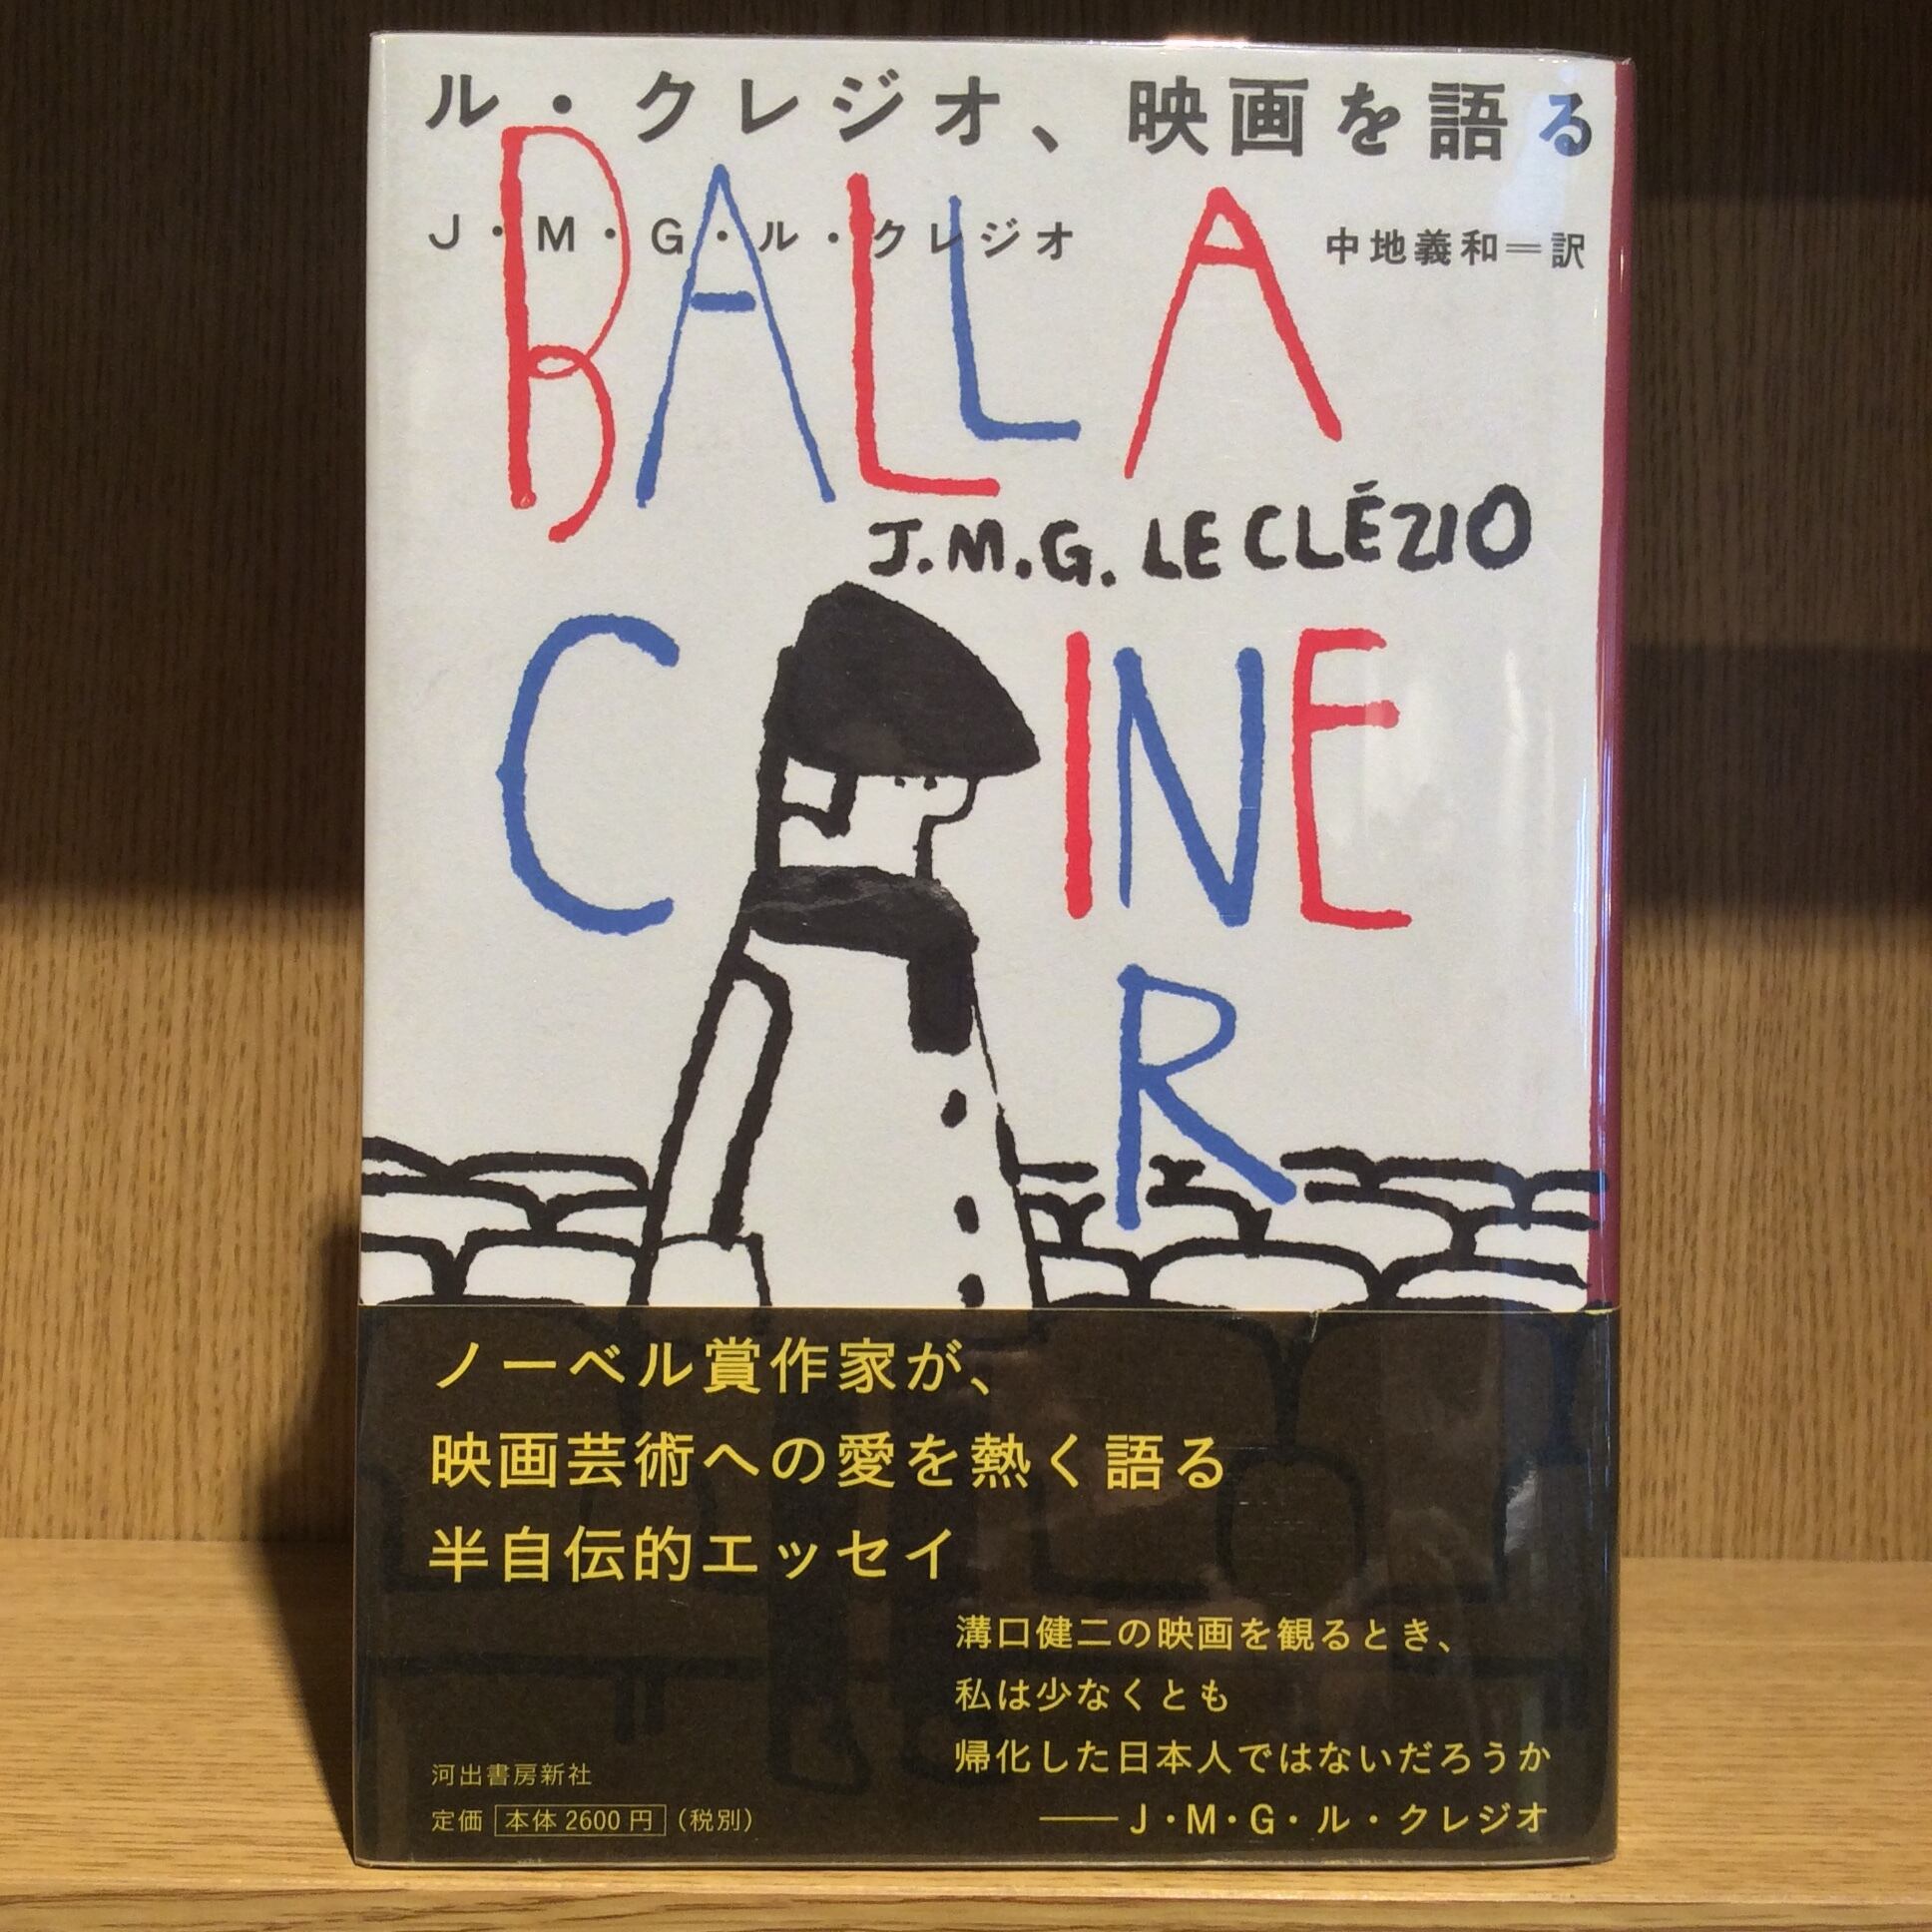 ル・クレジオ、映画を語る
J・M・G・ル・クレジオ
中地義和=訳
BALLA
J.M.G. LE CLÉZIO
CINE
R
ノーベル賞作家が、
映画芸術への愛を熱く語る
半自伝的エッセイ
溝口健二の映画を観るとき、
私は少なくとも
帰化した日本人ではないだろうか
――J・M・G・ル・クレジオ
河出書房新社
定価 本体2600円(税別)